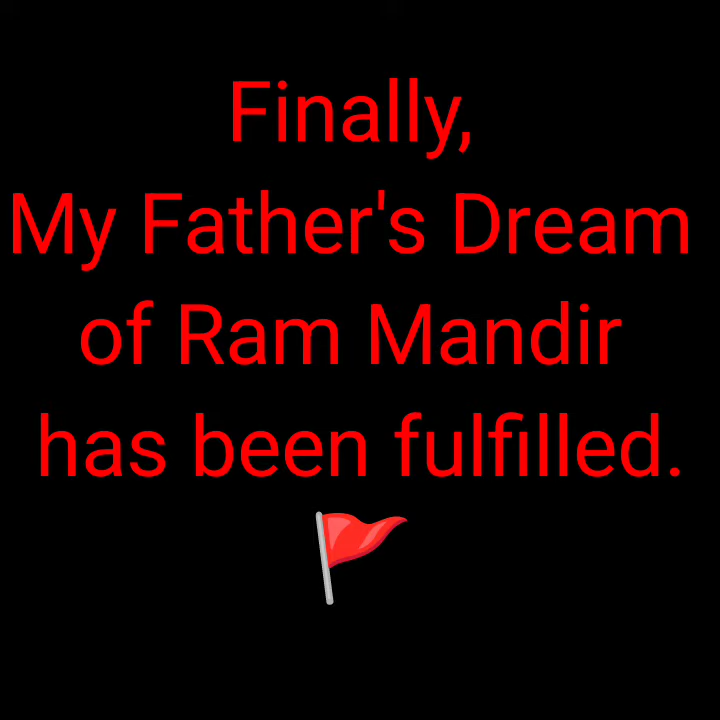 Finally,
My Father's Dream
of Ram Mandir
has been fulfilled.
🚩